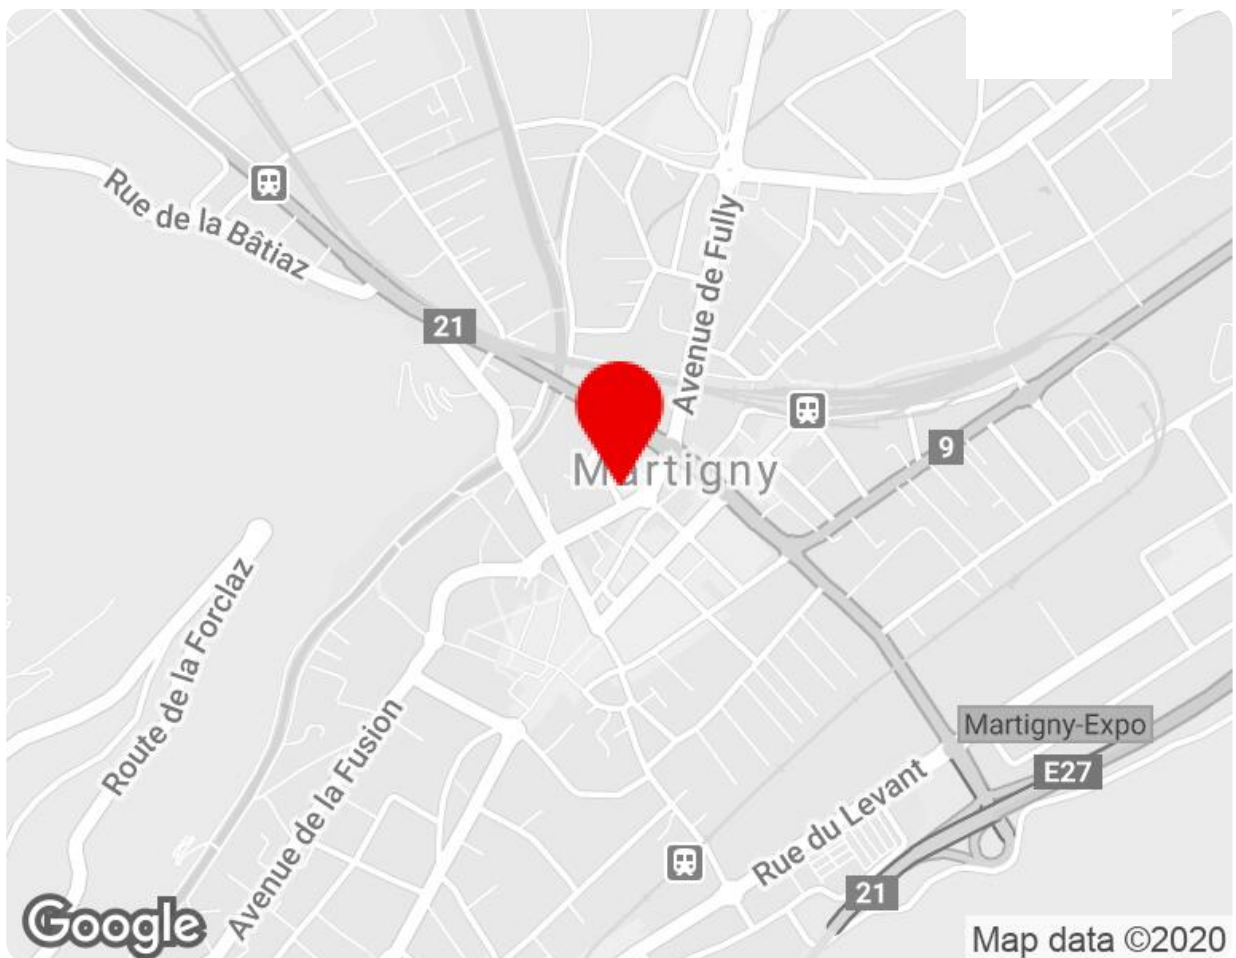 Rue de la Bâtiaz
Avenue de Fully
21
9
Martigny
Route de la Forclaz
Avenue de la Fusion
Martigny-Expo
E27
Rue du Levant
21
Google
Map data ©2020